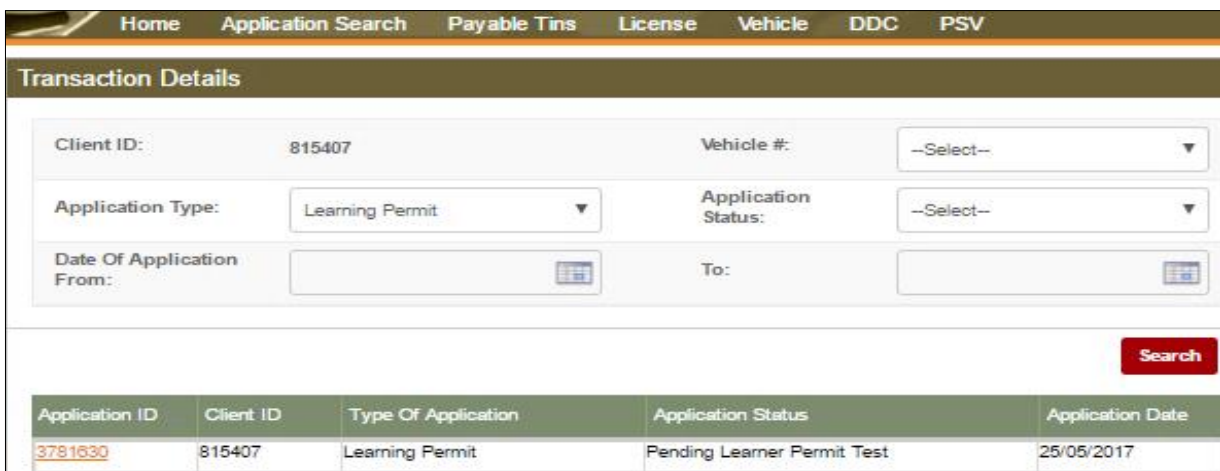 Home Application Search Payable Tins License Vehicle DDC PSV
Transaction Details
Client ID: 815407 Vehicle #: --Select--
Application Type: Learning Permit Application Status: --Select--
Date Of Application From: To:
Search
Application ID Client ID Type Of Application Application Status Application Date
3781630 815407 Learning Permit Pending Learner Permit Test 25/05/2017